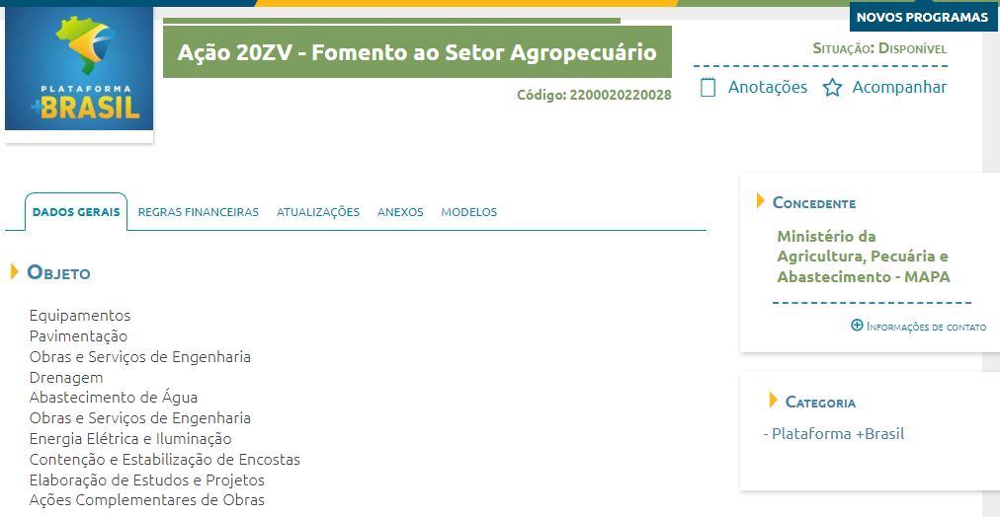 NOVOS PROGRAMAS
PLATAFORMA
+BRASIL
Ação 20ZV - Fomento ao Setor Agropecuário
Código: 2200020220028
Situação: Disponível
Anotações
Acompanhar
DADOS GERAIS
REGRAS FINANCEIRAS
ATUALIZAÇÕES
ANEXOS
MODELOS
Objeto
Equipamentos
Pavimentação
Obras e Serviços de Engenharia
Drenagem
Abastecimento de Água
Obras e Serviços de Engenharia
Energia Elétrica e Iluminação
Contenção e Estabilização de Encostas
Elaboração de Estudos e Projetos
Ações Complementares de Obras
Concedente
Ministério da
Agricultura, Pecuária e
Abastecimento - MAPA
Informações de contato
Categoria
- Plataforma +Brasil